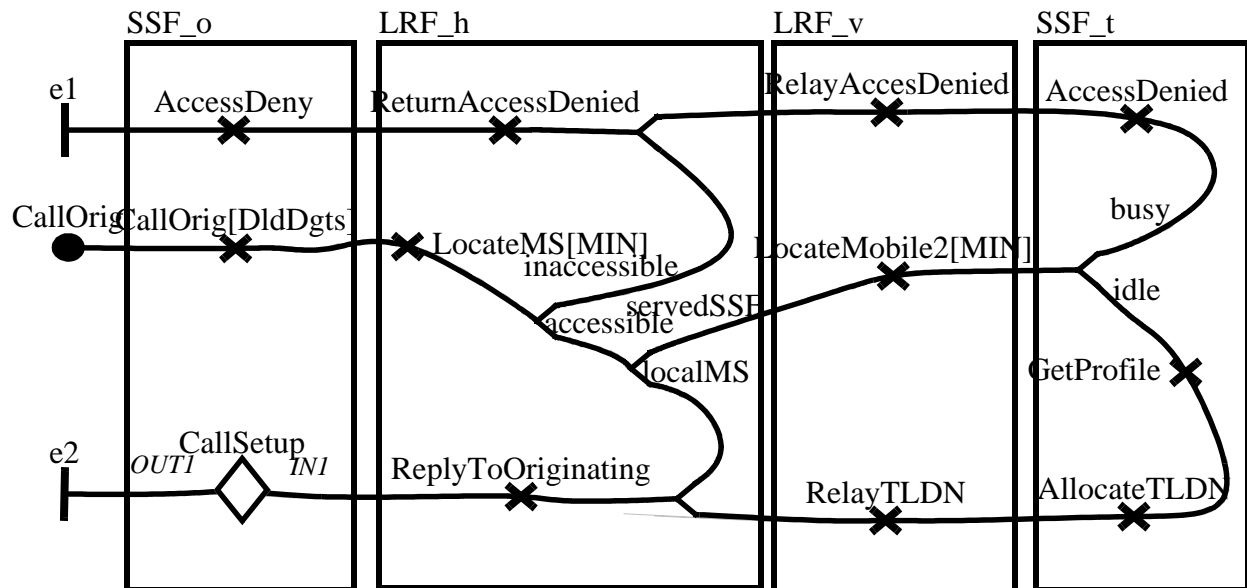 SSF_o
LRF_h
LRF_v
SSF_t
e1
AccessDeny
ReturnAccessDenied
RelayAccesDenied
AccessDenied
CallOrig
CallOrig[DldDgts]
LocateMS[MIN]
inaccessible
LocateMobile2[MIN]
busy
idle
servedSSF
accessible
localMS
GetProfile
e2
OUT1
CallSetup
IN1
ReplyToOriginating
RelayTLDN
AllocateTLDN